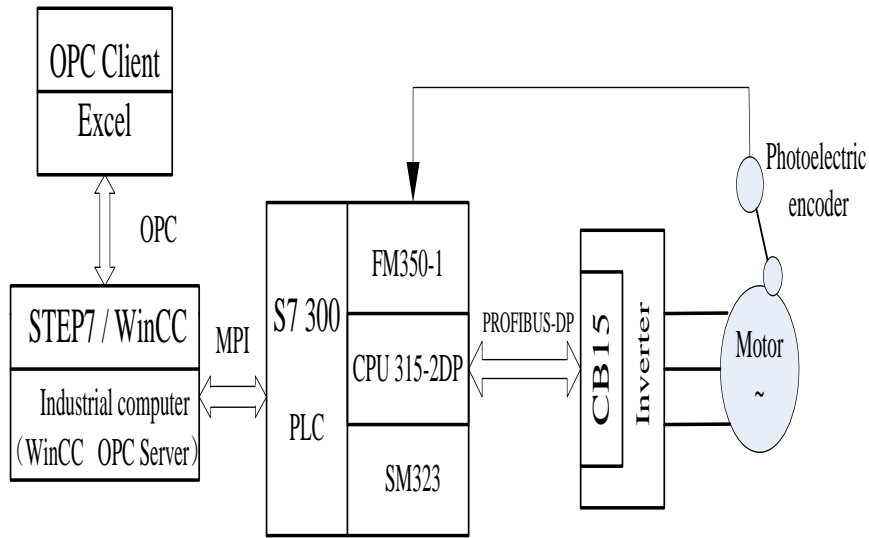 OPC Client
Excel
OPC
STEP7 / WinCC
Industrial computer
(WinCC OPC Server)
MPI
S7 300
PLC
FM350-1
CPU 315-2DP
SM323
PROFIBUS-DP
CB15
Inverter
Motor
~
Photoelectric
encoder